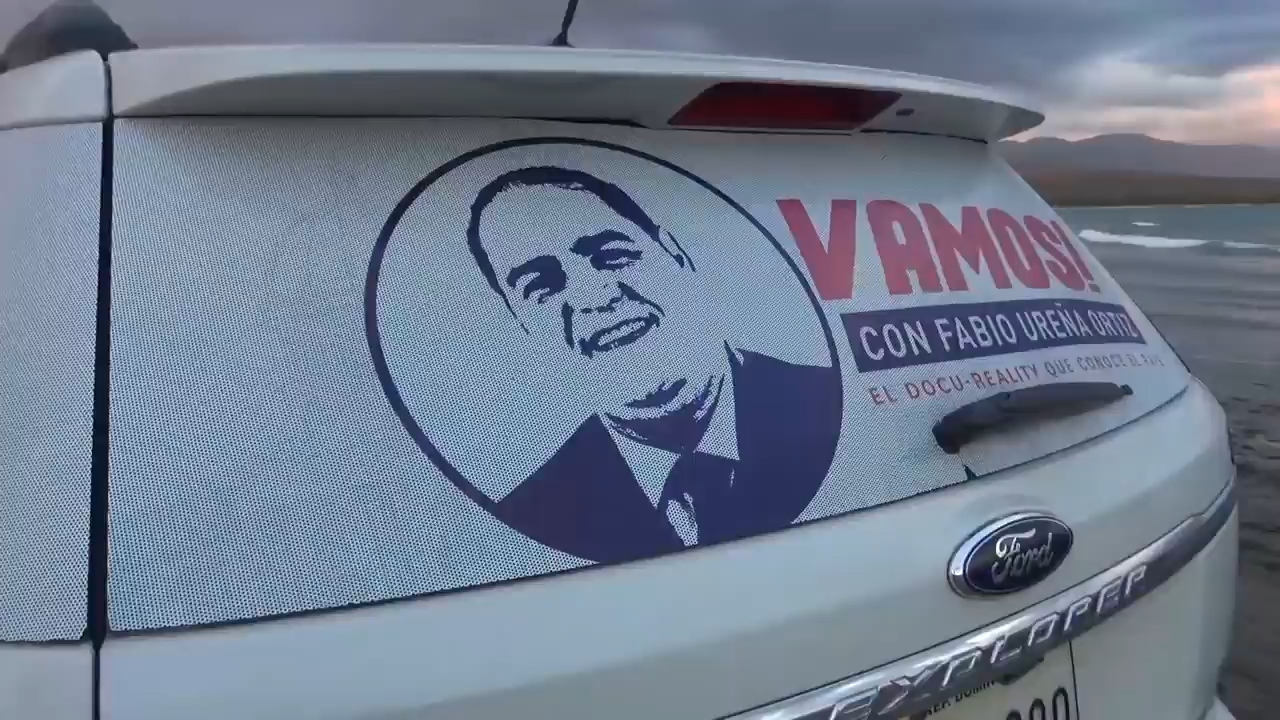 VAMOS!
CON FABIO UREÑA ORTIZ
EL DOCU-REALITY QUE CONOCE EL PAÍS
Ford
EXPLORER